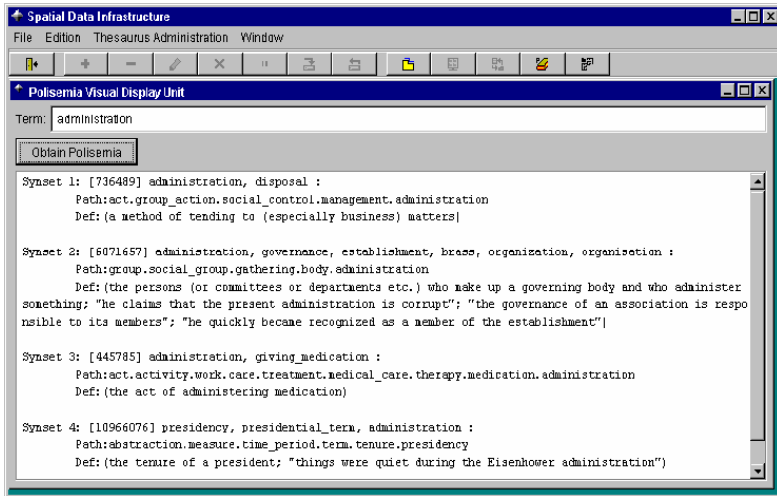 Spatial Data Infrastructure
File Edition Thesaurus Administration Window
Polisemia Visual Display Unit
Term: administration
Obtain Polisemia
Synset 1: [736489] administration, disposal :
Path:act.group_action.social_control.management.administration
Def:(a method of tending to (especially business) matters|
Synset 2: [6071657] administration, governance, establishment, brass, organization, organisation :
Path:group.social_group.gathering.body.administration
Def:(the persons (or committees or departments etc.) who make up a governing body and who administer
something; "he claims that the present administration is corrupt"; "the governance of an association is respo
nsible to its members"; "he quickly became recognized as a member of the establishment"|
Synset 3: [445785] administration, giving_medication :
Path:act.activity.work.care.treatment.medical_care.therapy.medication.administration
Def:(the act of administering medication)
Synset 4: [10966076] presidency, presidential_term, administration :
Path:abstraction.measure.time_period.term.tenure.presidency
Def:(the tenure of a president; "things were quiet during the Eisenhower administration")